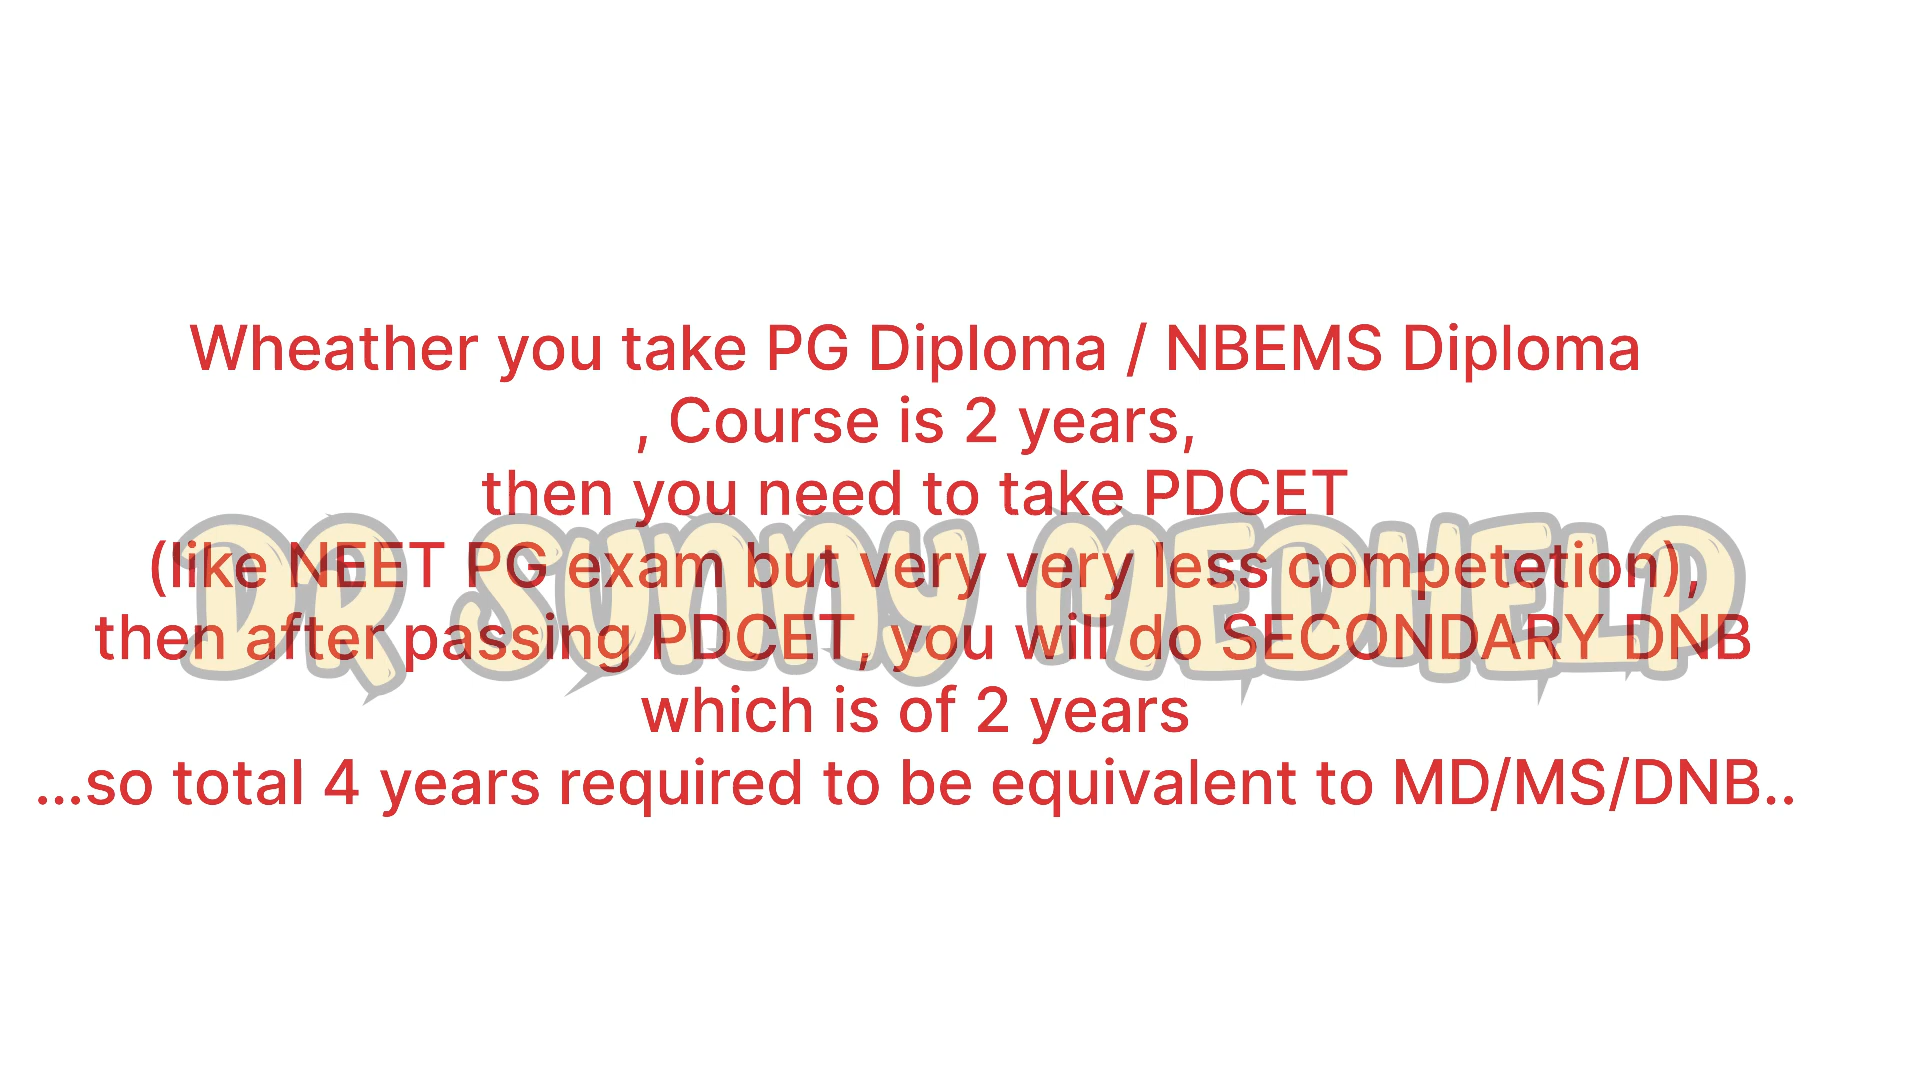 Wheather you take PG Diploma / NBEMS Diploma
, Course is 2 years,
then you need to take PDCET
(like NEET PG exam but very very less competetion),
then after passing PDCET, you will do SECONDARY DNB
which is of 2 years
...so total 4 years required to be equivalent to MD/MS/DNB..
DR SUNNY MEDHELP